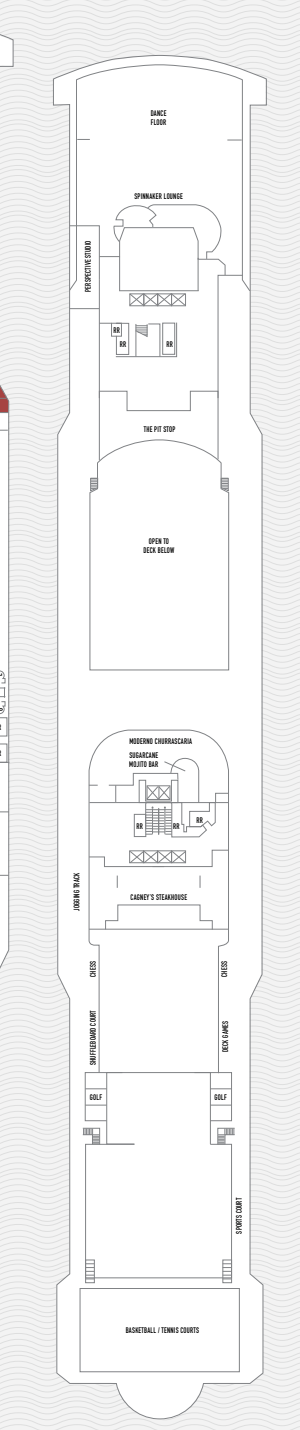 DANCE
FLOOR
SPINNAKER LOUNGE
PERSPECTIVE STUDIO
RR
RR
RR
THE PIT STOP
OPEN TO
DECK BELOW
MODERNO CHURRASCARIA
SUGARCANE
MOJITO BAR
RR
RR
RR
JOGGING TRACK
CAGNEY'S STEAKHOUSE
CHESS
CHESS
SHUFFLEBOARD COURT
DECK GAMES
GOLF
GOLF
SPORTS COURT
BASKETBALL / TENNIS COURTS